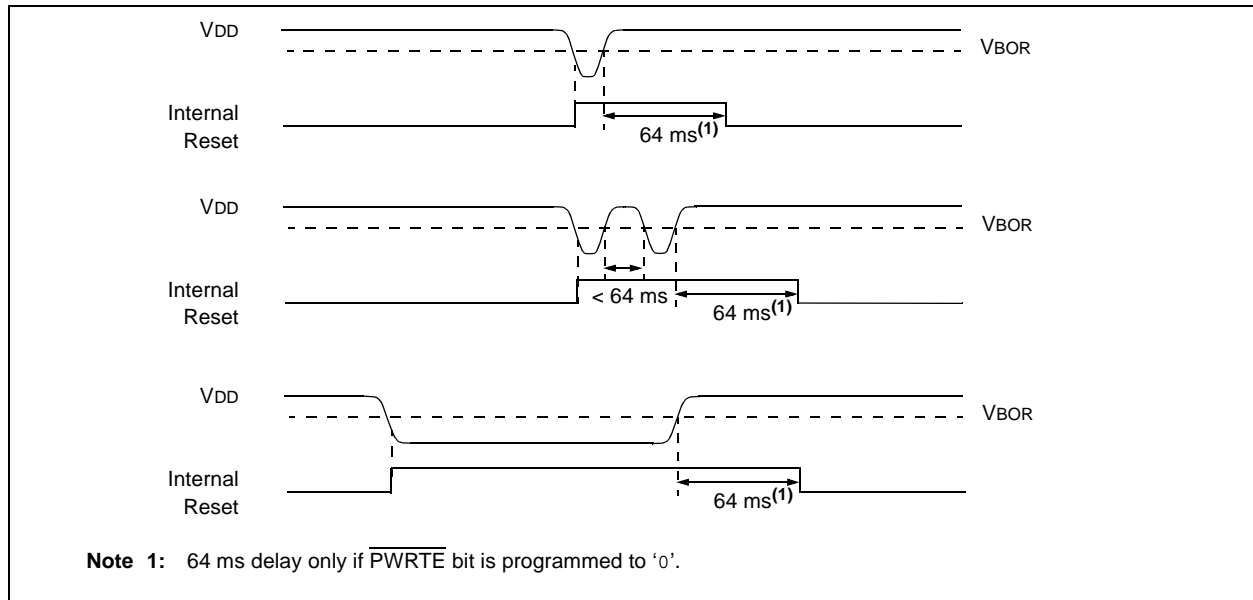 VDD
VBOR
Internal
Reset
64 ms(1)
VDD
VBOR
Internal
Reset
< 64 ms
64 ms(1)
VDD
VBOR
Internal
Reset
64 ms(1)
Note 1: 64 ms delay only if PWRTE bit is programmed to ‘0’.